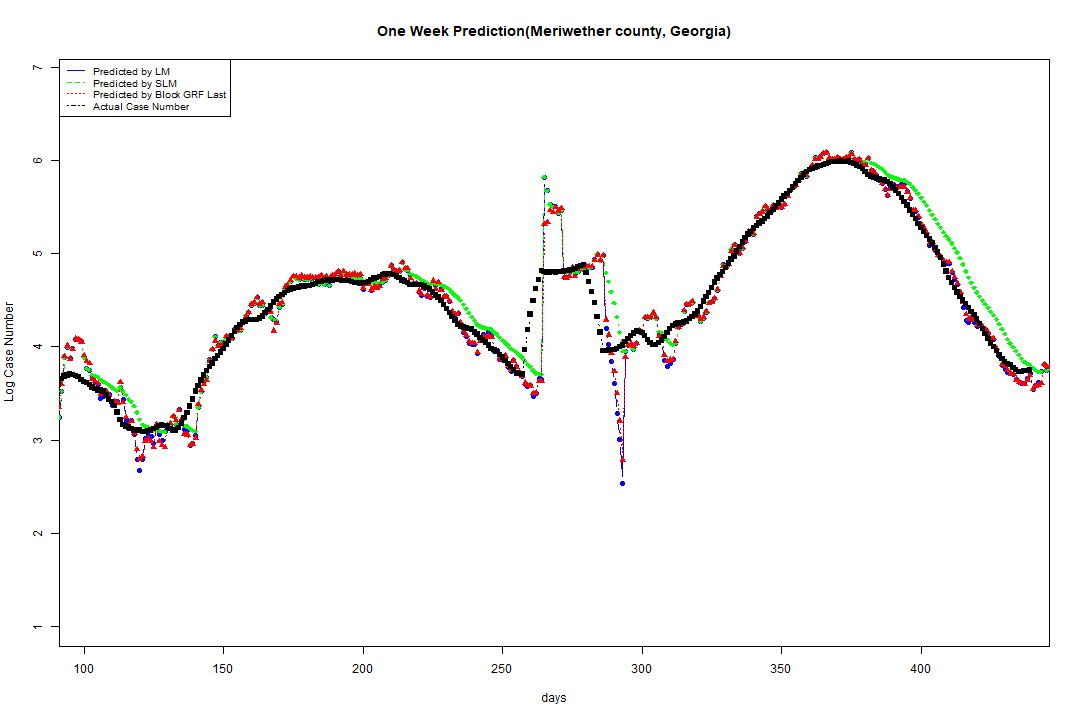 One Week Prediction(Meriwether county, Georgia)
Predicted by LM
Predicted by SLM
Predicted by Block GRF Last
Actual Case Number
7
6
5
4
3
2
1
Log Case Number
100 150 200 250 300 350 400
days